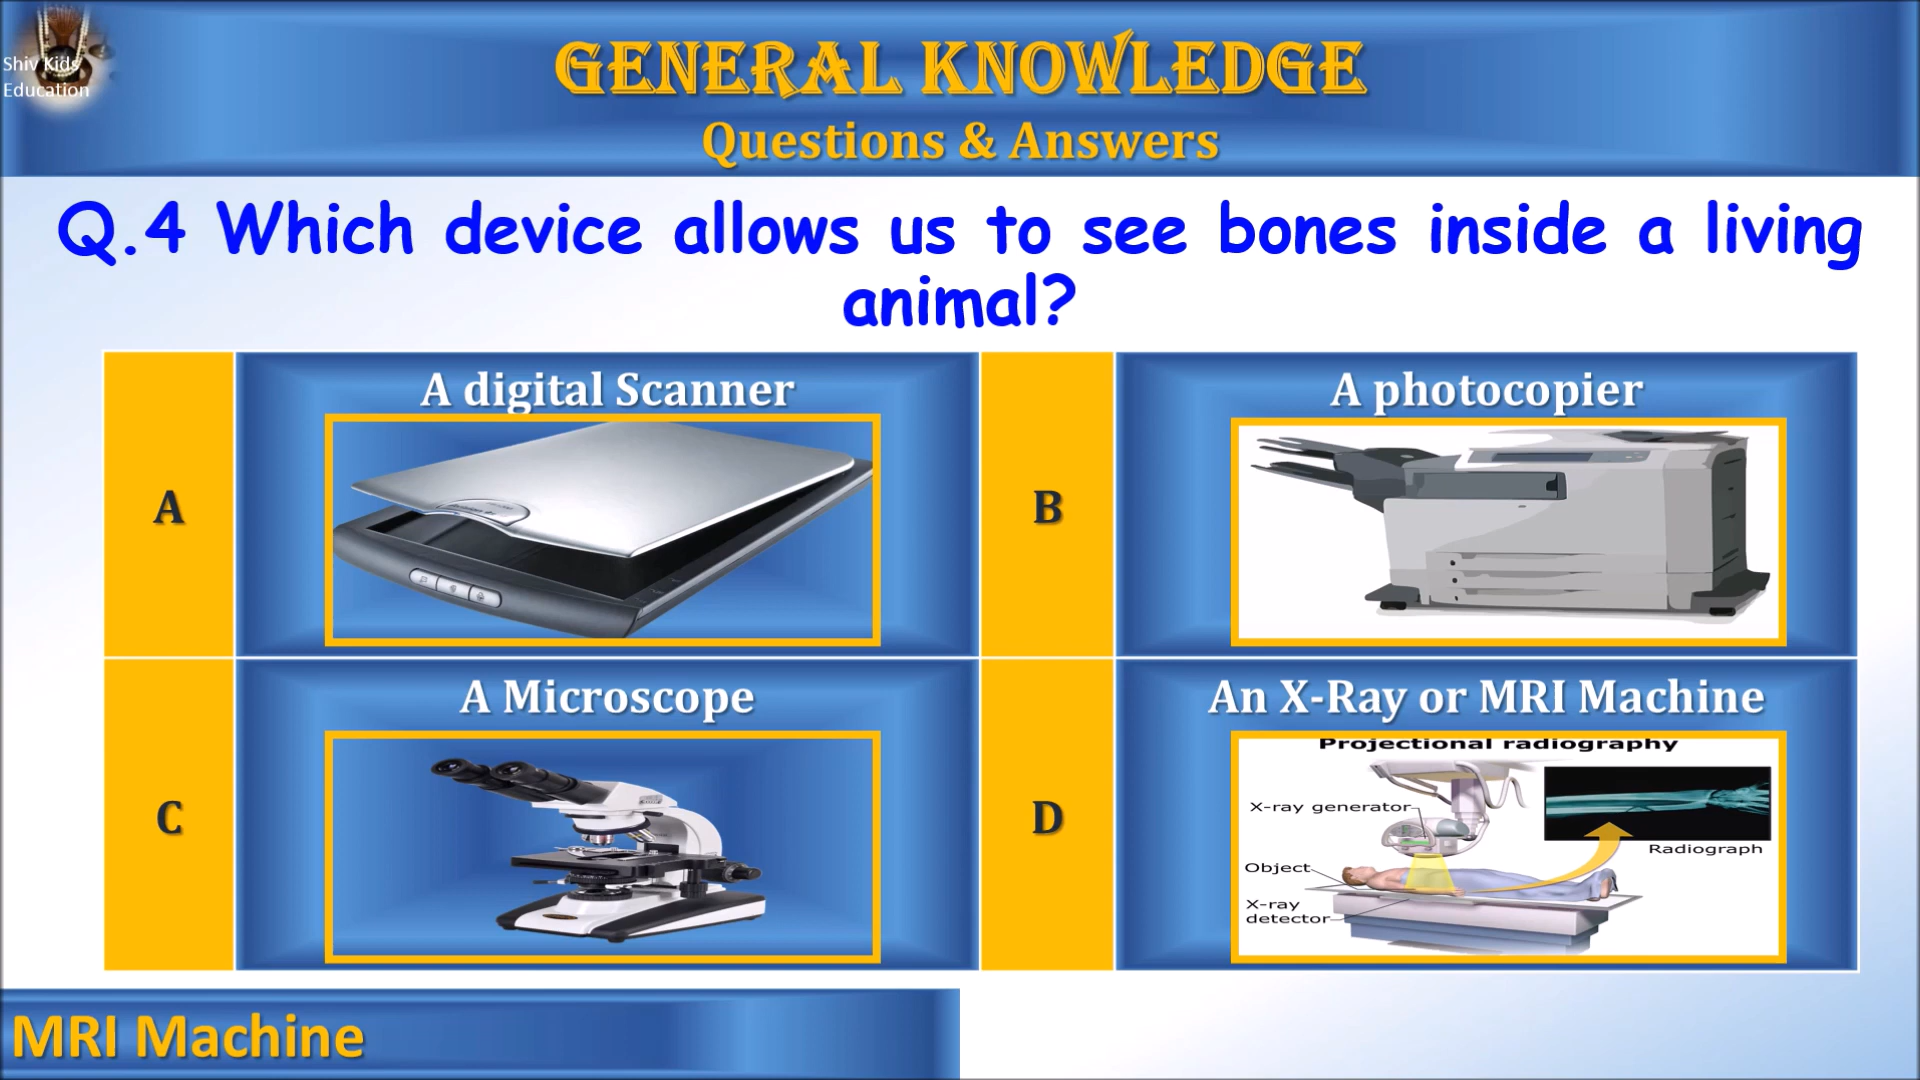 Shiv Kids
Education
GENERAL KNOWLEDGE
Questions & Answers
Q.4 Which device allows us to see bones inside a living
animal?
A
A digital Scanner
B
A photocopier
C
A Microscope
D
An X-Ray or MRI Machine
Projectional radiography
X-ray generator
Radiograph
Object
X-ray
detector
MRI Machine